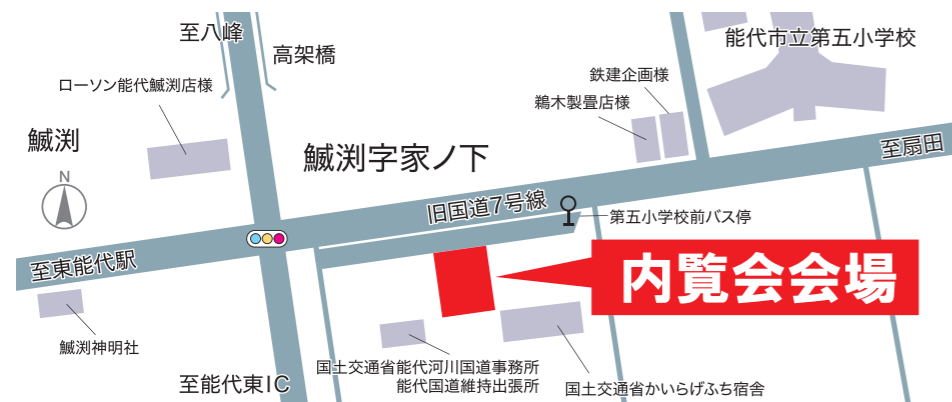 至八峰
高架橋
能代市立第五小学校
ローソン能代鰄渕店様
鉄建企画様
鵜木製畳店様
鰄渕
鰄渕字家ノ下
至扇田
N
旧国道7号線
第五小学校前バス停
至東能代駅
内覧会会場
鰄渕神明社
国土交通省能代河川国道事務所
能代国道維持出張所
至能代東IC
国土交通省かいらげふち宿舎